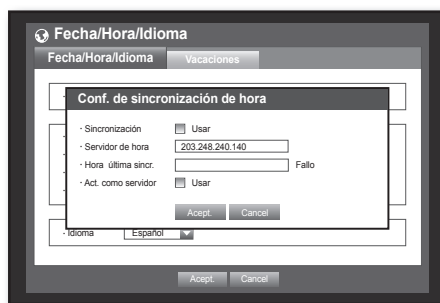 Fecha/Hora/Idioma
Fecha/Hora/Idioma Vacaciones
Conf. de sincronización de hora
· Sincronización Usar
· Servidor de hora 203.248.240.140
· Hora última sincr. Fallo
· Act. como servidor Usar
Acept. Cancel
· Idioma Español
Acept. Cancel